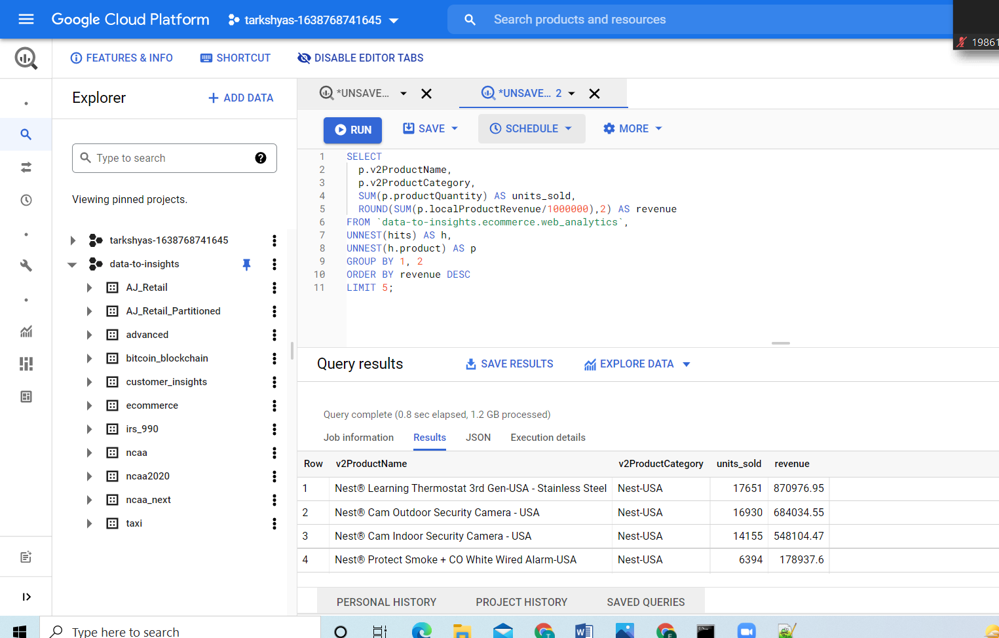 Google Cloud Platform
tarkshyas-1638768741645
Search products and resources
19861
FEATURES & INFO
SHORTCUT
DISABLE EDITOR TABS
Explorer
+ ADD DATA
*UNSAVE...
*UNSAVE... 2
RUN
SAVE
SCHEDULE
MORE
Type to search
Viewing pinned projects.
tarkshyas-1638768741645
data-to-insights
AJ_Retail
AJ_Retail_Partitioned
advanced
bitcoin_blockchain
customer_insights
ecommerce
irs_990
ncaa
ncaa2020
ncaa_next
taxi
1 SELECT
2 p.v2ProductName,
3 p.v2ProductCategory,
4 SUM(p.productQuantity) AS units_sold,
5 ROUND(SUM(p.localProductRevenue/1000000),2) AS revenue
6 FROM `data-to-insights.ecommerce.web_analytics`,
7 UNNEST(hits) AS h,
8 UNNEST(h.product) AS p
9 GROUP BY 1, 2
10 ORDER BY revenue DESC
11 LIMIT 5;
Query results
SAVE RESULTS
EXPLORE DATA
Query complete (0.8 sec elapsed, 1.2 GB processed)
Job information Results JSON Execution details
Row v2ProductName v2ProductCategory units_sold revenue
1 Nest® Learning Thermostat 3rd Gen-USA - Stainless Steel Nest-USA 17651 870976.95
2 Nest® Cam Outdoor Security Camera - USA Nest-USA 16930 684034.55
3 Nest® Cam Indoor Security Camera - USA Nest-USA 14155 548104.47
4 Nest® Protect Smoke + CO White Wired Alarm-USA Nest-USA 6394 178937.6
PERSONAL HISTORY PROJECT HISTORY SAVED QUERIES
Type here to search